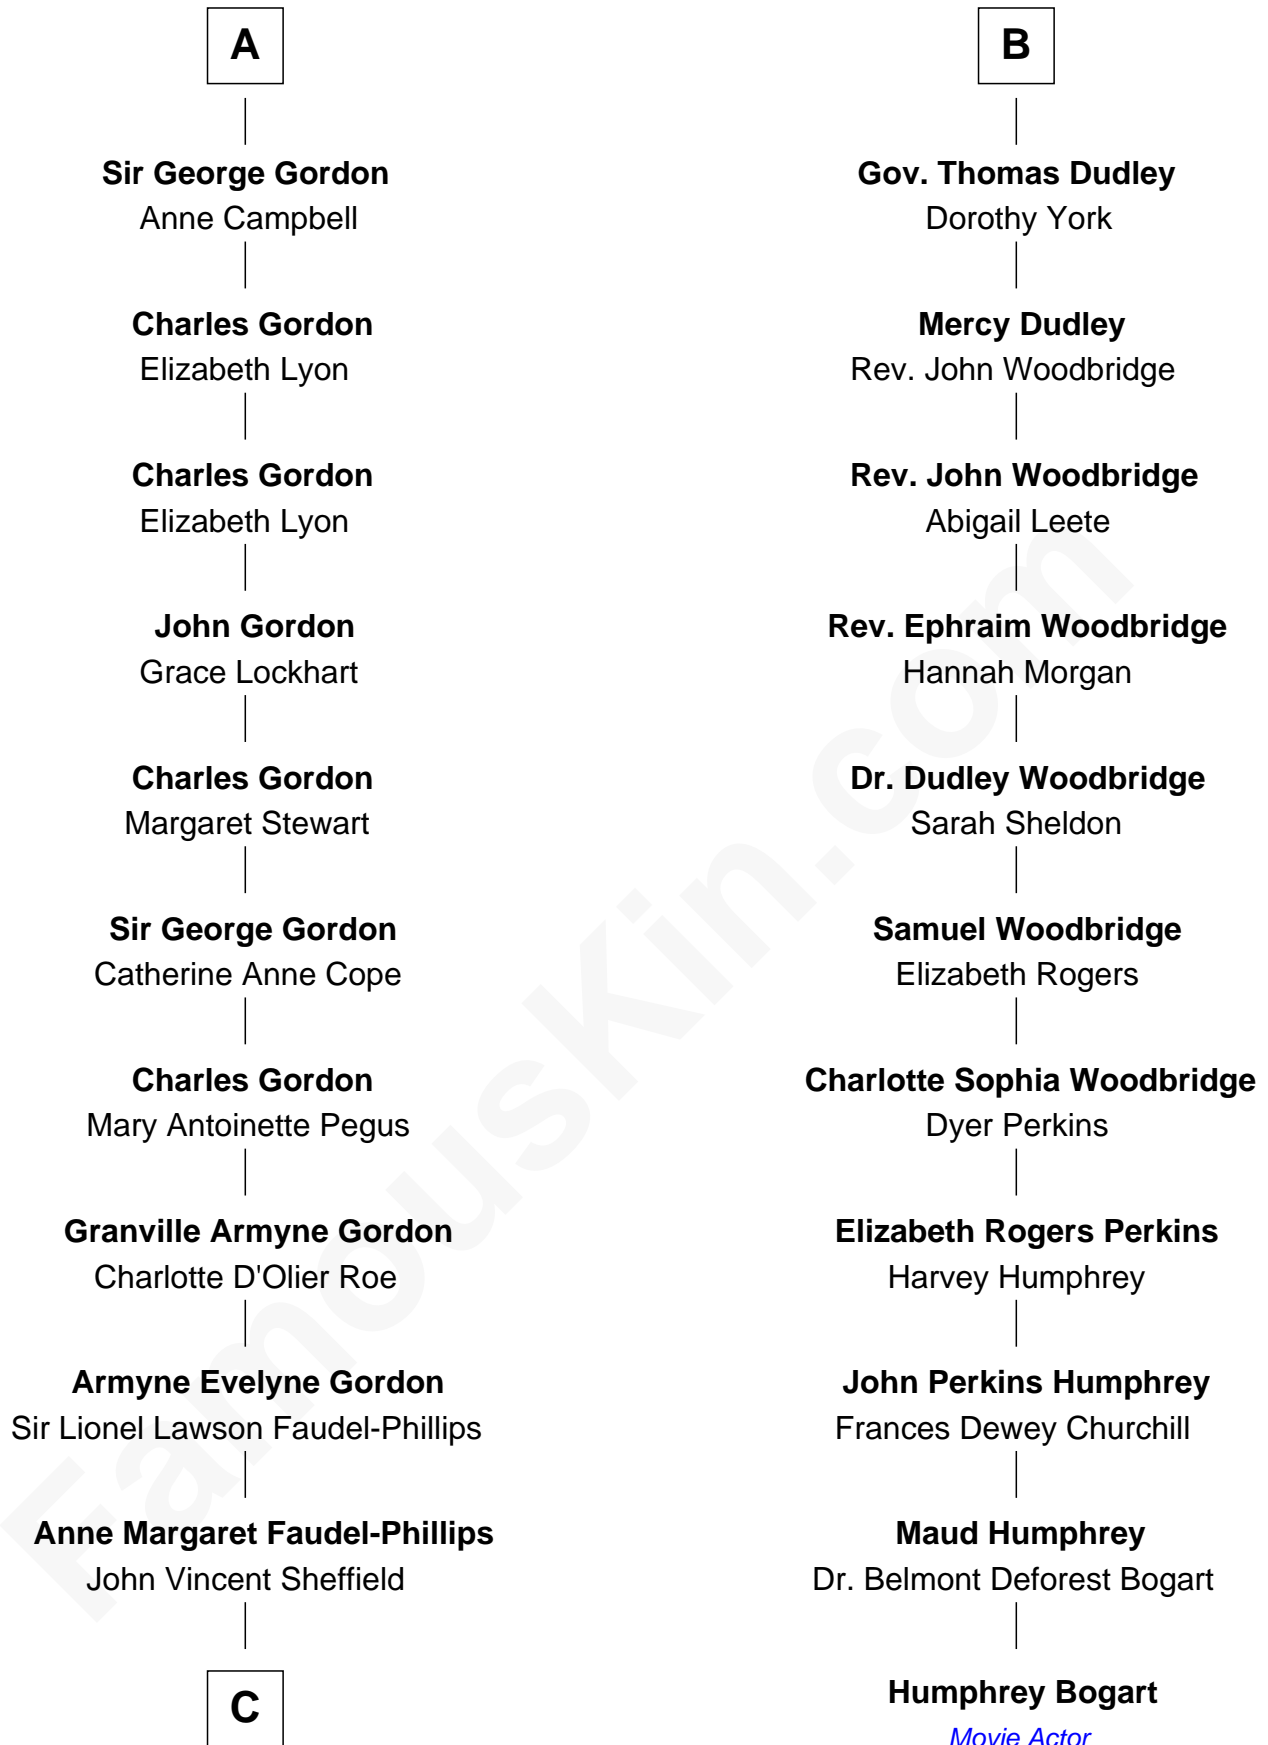 A
Sir George Gordon
Anne Campbell
Charles Gordon
Elizabeth Lyon
Charles Gordon
Elizabeth Lyon
John Gordon
Grace Lockhart
Charles Gordon
Margaret Stewart
Sir George Gordon
Catherine Anne Cope
Charles Gordon
Mary Antoinette Pegus
Granville Armyne Gordon
Charlotte D'Olier Roe
Armyne Evelyne Gordon
Sir Lionel Lawson Faudel-Phillips
Anne Margaret Faudel-Phillips
John Vincent Sheffield
C
B
Gov. Thomas Dudley
Dorothy York
Mercy Dudley
Rev. John Woodbridge
Rev. John Woodbridge
Abigail Leete
Rev. Ephraim Woodbridge
Hannah Morgan
Dr. Dudley Woodbridge
Sarah Sheldon
Samuel Woodbridge
Elizabeth Rogers
Charlotte Sophia Woodbridge
Dyer Perkins
Elizabeth Rogers Perkins
Harvey Humphrey
John Perkins Humphrey
Frances Dewey Churchill
Maud Humphrey
Dr. Belmont Deforest Bogart
Humphrey Bogart
Movie Actor
FamousKin.com